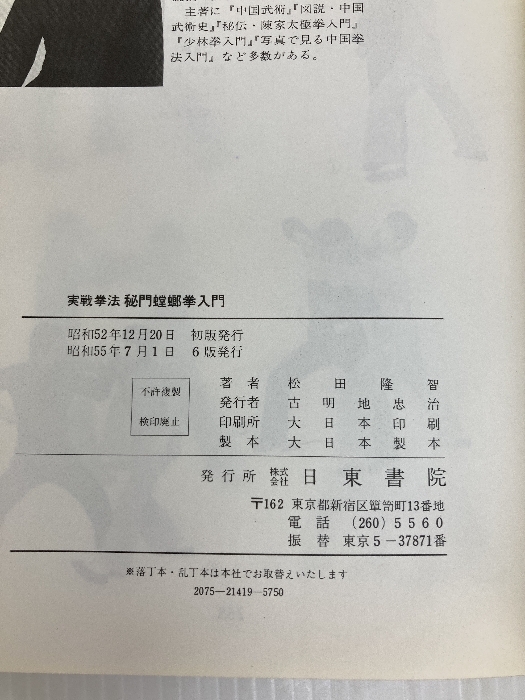 主著に『中国武術』『図説・中国
武術史』『秘伝・陳家太極拳入門』
『少林拳入門』『写真で見る中国拳
法入門』など多数がある。
実戦拳法 秘門螳螂拳入門
昭和52年12月20日 初版発行
昭和55年7月1日 6版発行
不許複製
検印廃止
著者 松田隆智
発行者 古明地忠治
印刷所 大日本印刷
製本 大日本製本
発行所 株式会社 日東書院
〒162 東京都新宿区簞笥町13番地
電話 (260)5560
振替 東京5-37871番
※落丁本・乱丁本は本社でお取替えいたします
2075-21419-5750